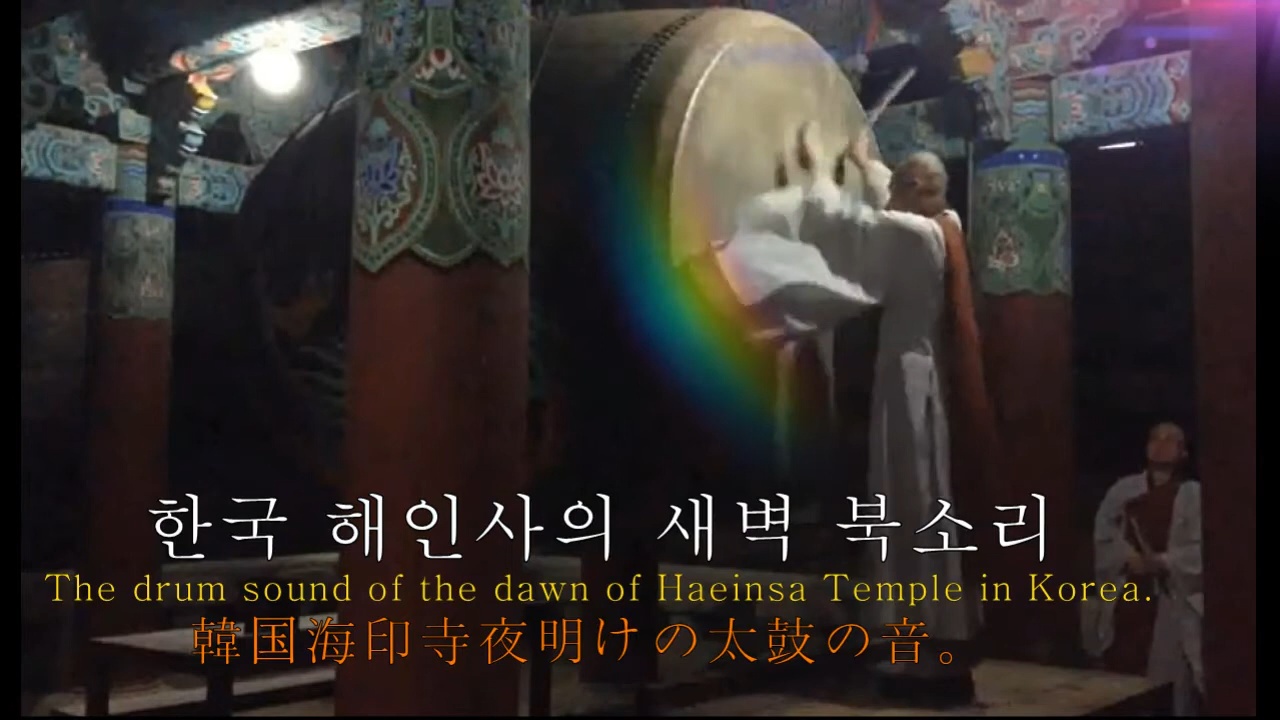 한국 해인사의 새벽 북소리
The drum sound of the dawn of Haeinsa Temple in Korea.
韓国海印寺夜明けの太鼓の音。